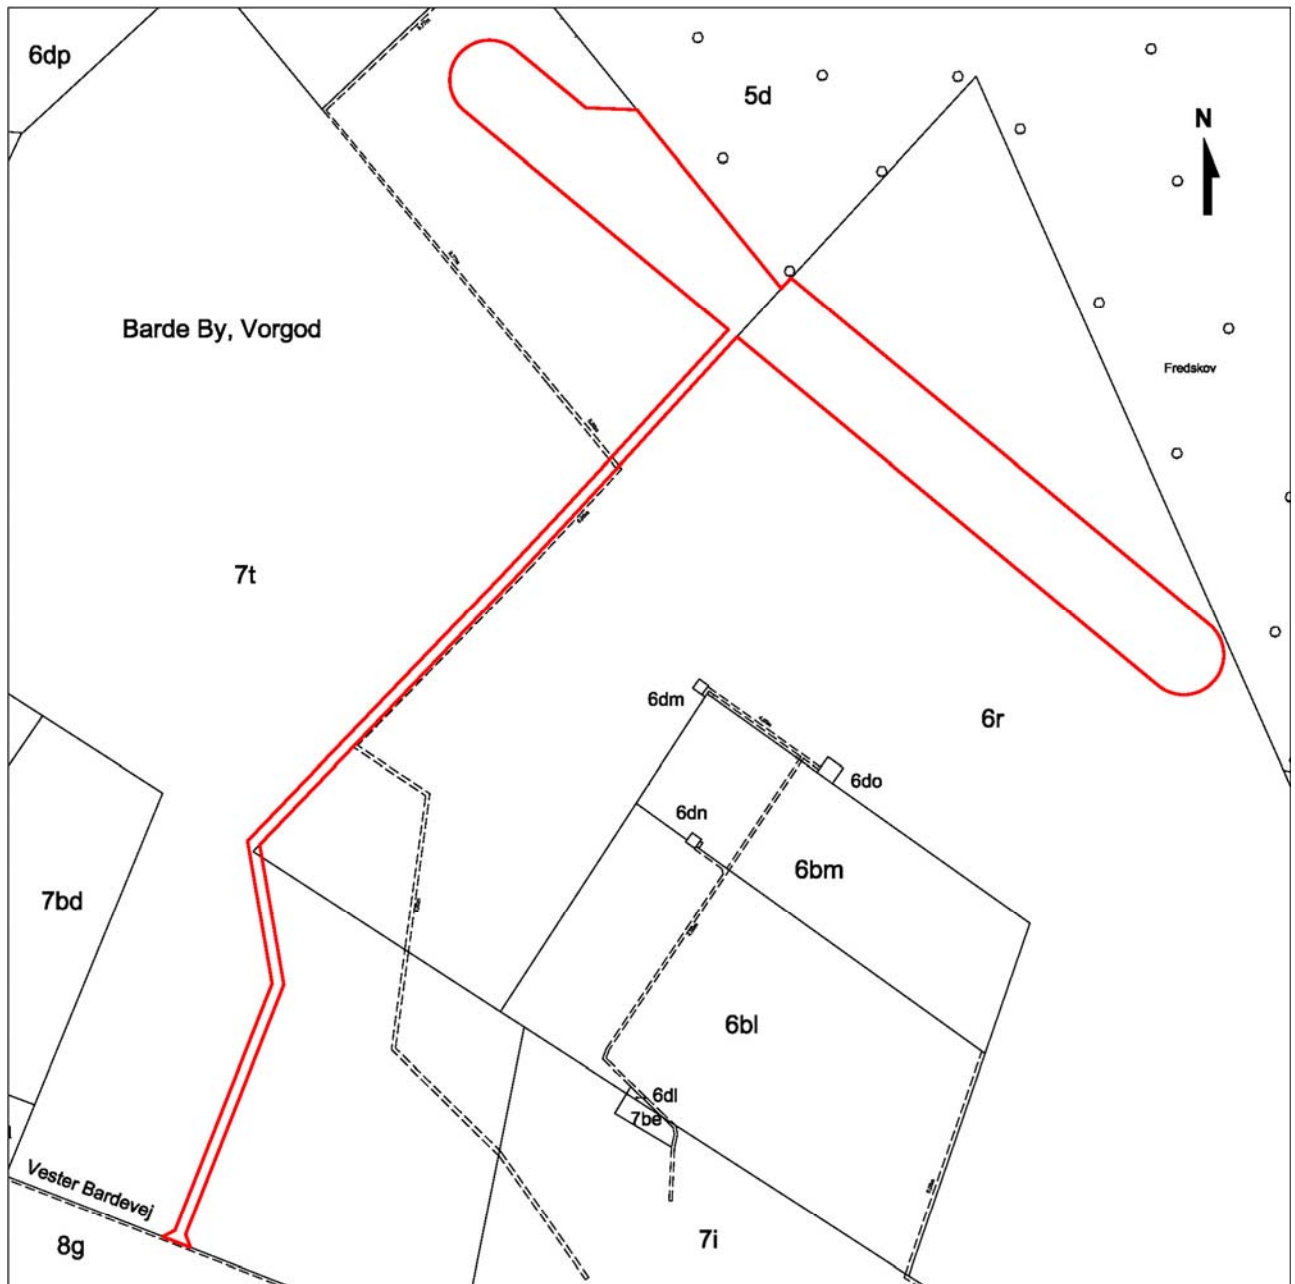 6dp
5d
N
Barde By, Vorgod
Fredskov
7t
6dm
6r
6do
6dn
6bm
7bd
6bl
6dl
7be
Vester Bardevej
7i
8g